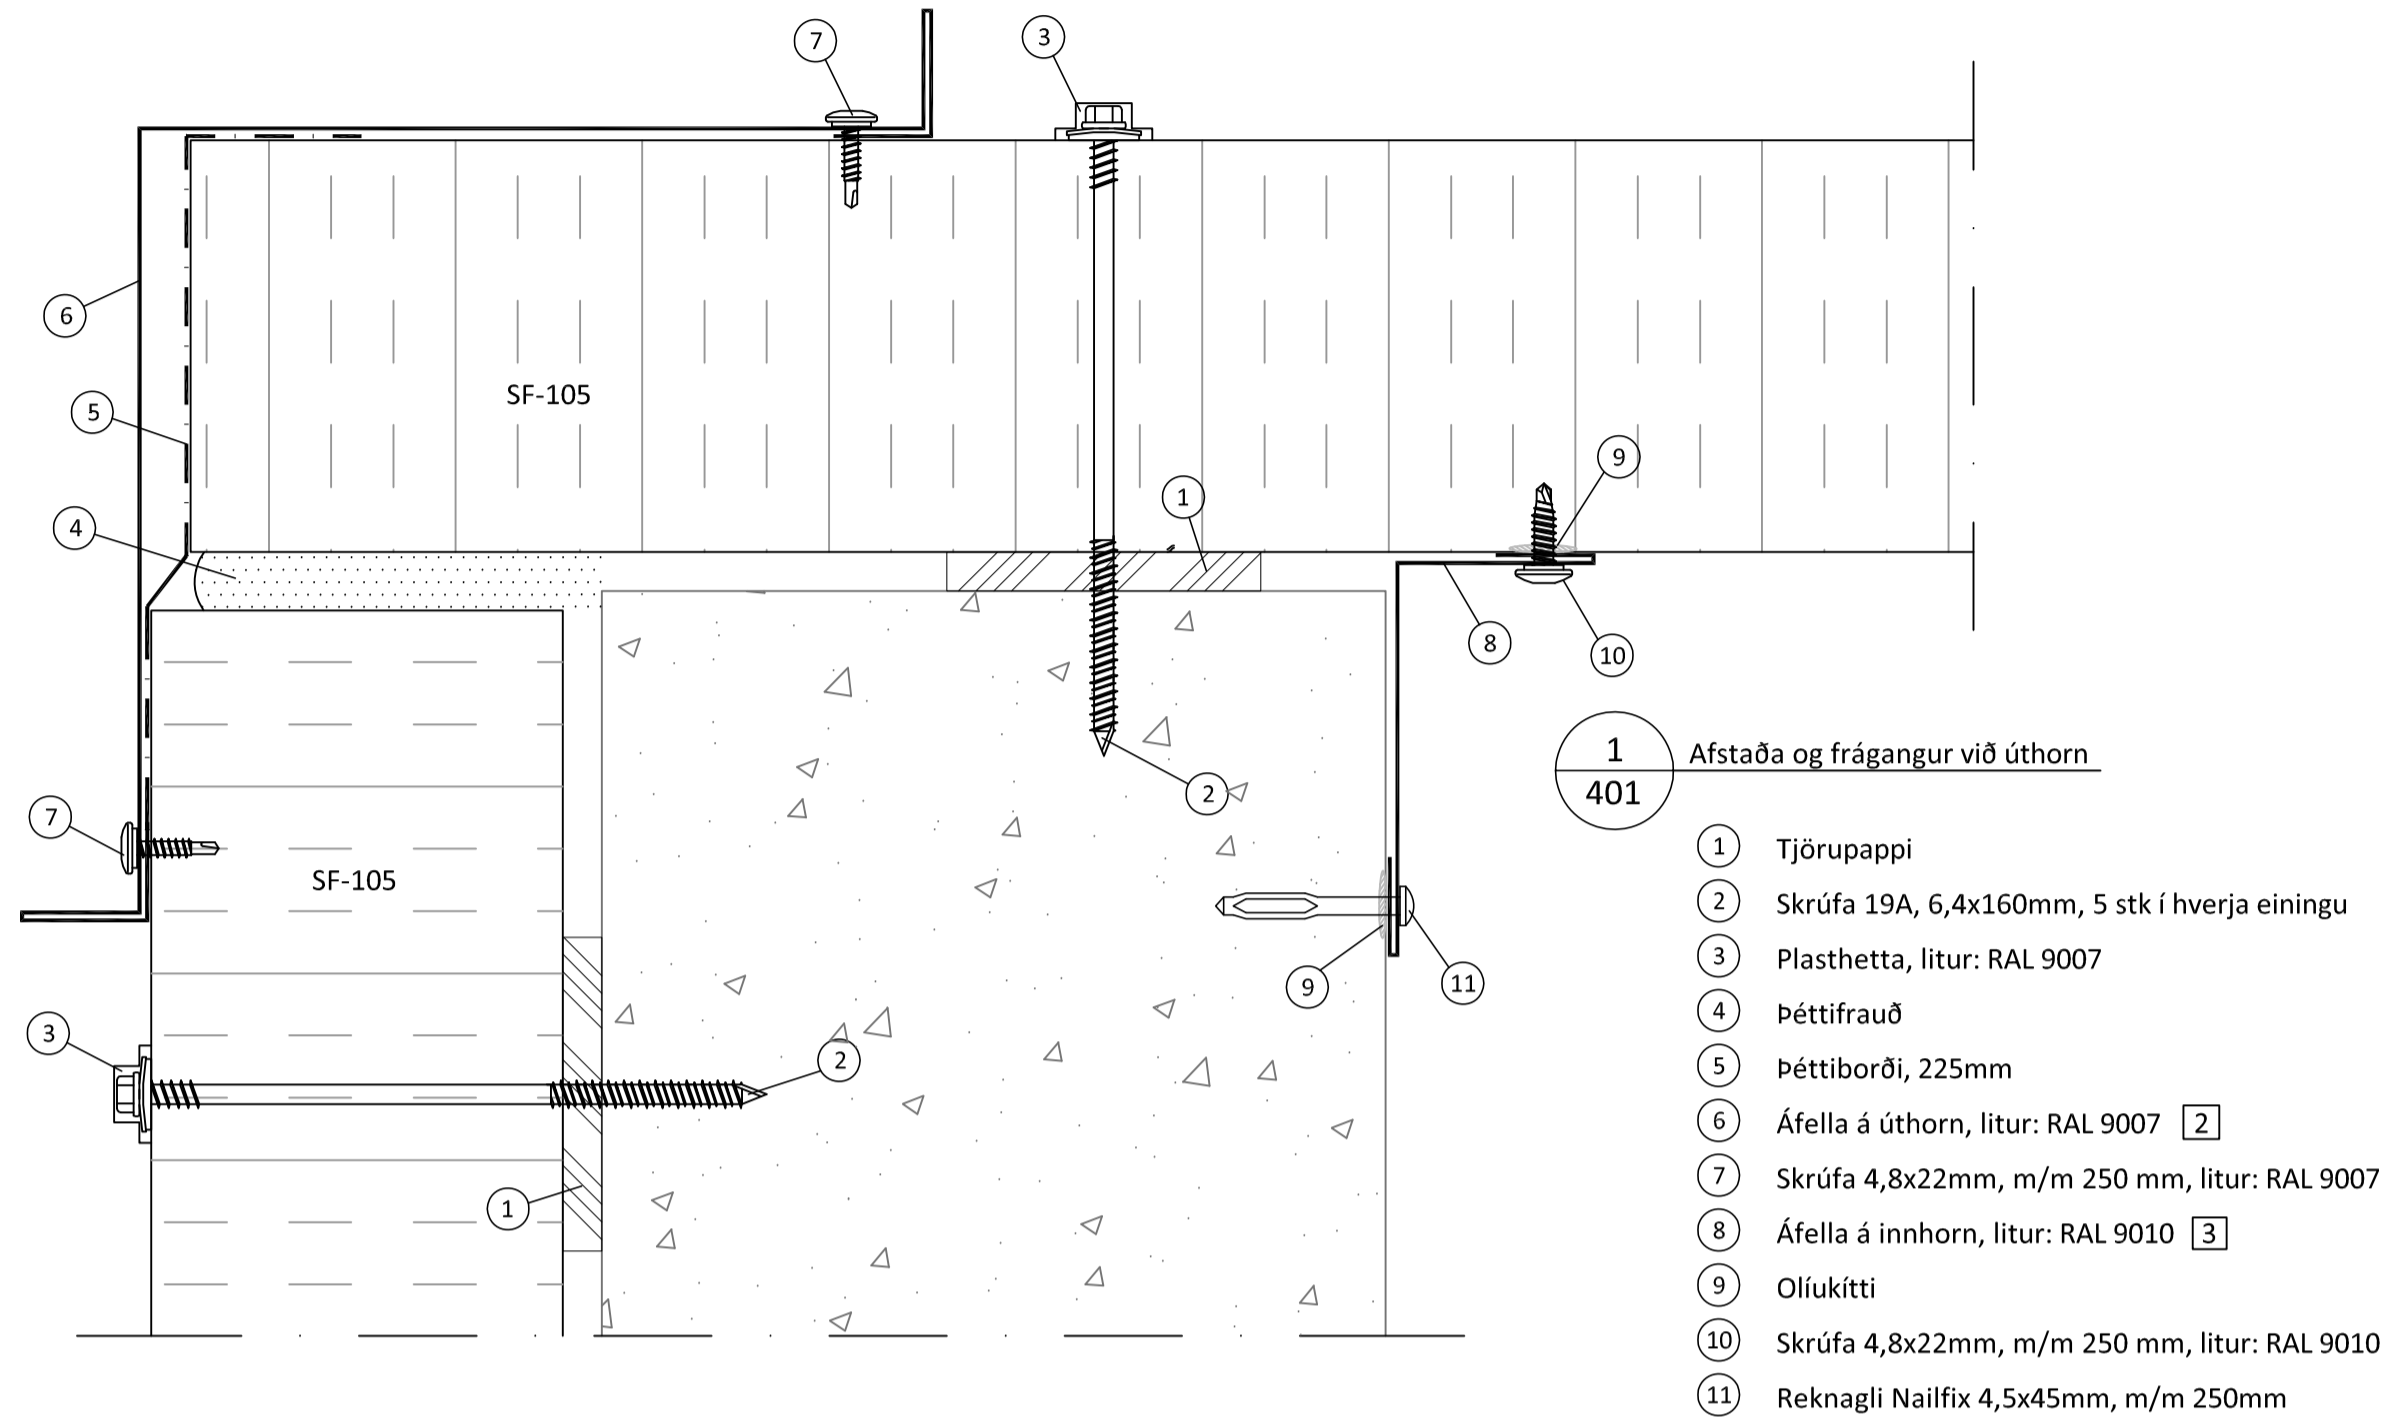 7
3
6
5
SF-105
9
4
1
8
10
1
401
Afstaða og frágangur við úthorn
2
7
SF-105
9
11
3
2
1
1 Tjörupappi
2 Skrúfa 19A, 6,4x160mm, 5 stk í hverja einingu
3 Plasthetta, litur: RAL 9007
4 Þéttifrauð
5 Þéttiborði, 225mm
6 Áfella á úthorn, litur: RAL 9007 2
7 Skrúfa 4,8x22mm, m/m 250 mm, litur: RAL 9007
8 Áfella á innhorn, litur: RAL 9010 3
9 Olíukítti
10 Skrúfa 4,8x22mm, m/m 250 mm, litur: RAL 9010
11 Reknagli Nailfix 4,5x45mm, m/m 250mm